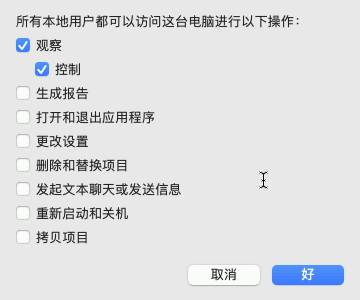 所有本地用户都可以访问这台电脑进行以下操作：
观察
控制
生成报告
打开和退出应用程序
更改设置
删除和替换项目
发起文本聊天或发送信息
重新启动和关机
拷贝项目
取消
好